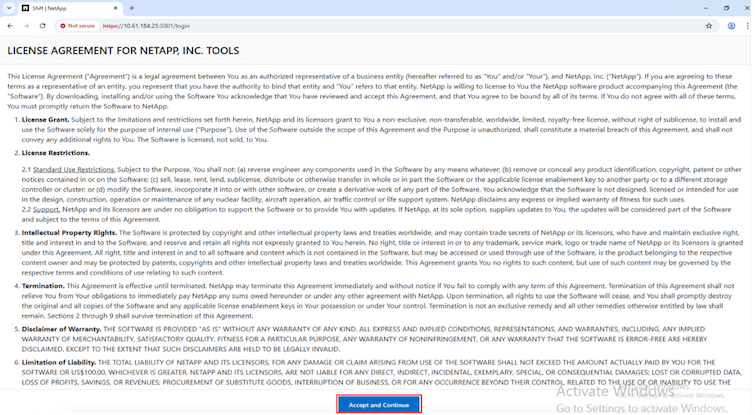 Shift | NetApp
Not secure https://10.61.184.25:3001/login
LICENSE AGREEMENT FOR NETAPP, INC. TOOLS
This License Agreement ("Agreement") is a legal agreement between You as an authorized representative of a business entity (hereafter referred to as "You" and/or "Your"), and NetApp, Inc. ("NetApp"). If you are agreeing to these
terms as a representative of an entity, you represent that you have the authority to bind that entity and "You" refers to that entity. NetApp is willing to license to You the NetApp software product accompanying this Agreement (the
"Software"). By downloading, installing and/or using the Software You acknowledge that You have reviewed and accept this Agreement, and that You agree to be bound by all of its terms. If You do not agree with all of these terms,
You must promptly return the Software to NetApp.
1. License Grant. Subject to the limitations and restrictions set forth herein, NetApp and its licensors grant to You a non-exclusive, non-transferable, worldwide, limited, royalty-free license, without right of sublicense, to install and
use the Software solely for the purpose of internal use ("Purpose"). Use of the Software outside the scope of this Agreement and the Purpose is unauthorized, shall constitute a material breach of this Agreement, and shall not
convey any additional rights to You. The Software is licensed, not sold, to You.
2. License Restrictions.
2.1 Standard Use Restrictions. Subject to the Purpose, You shall not: (a) reverse engineer any components used in the Software by any means whatever; (b) remove or conceal any product identification, copyright, patent or other
notices contained in or on the Software; (c) sell, lease, rent, lend, sublicense, distribute or otherwise transfer in whole or in part the Software or the applicable license enablement key to another party or to a different storage
controller or cluster; or (d) modify the Software, incorporate it into or with other software, or create a derivative work of any part of the Software. You acknowledge that the Software is not designed, licensed or intended for use
in the design, construction, operation or maintenance of any nuclear facility, aircraft operation, air traffic control or life support system. NetApp disclaims any express or implied warranty of fitness for such uses.
2.2 Support. NetApp and its licensors are under no obligation to support the Software or to provide You with updates. If NetApp, at its sole option, supplies updates to You, the updates will be considered part of the Software
and subject to the terms of this Agreement.
3. Intellectual Property Rights. The Software is protected by copyright and other intellectual property laws and treaties worldwide, and may contain trade secrets of NetApp or its licensors, who have and maintain exclusive right,
title and interest in and to the Software, and reserve and retain all rights not expressly granted to You herein. No right, title or interest in or to any trademark, service mark, logo or trade name of NetApp or its licensors is granted
under this Agreement. All right, title and interest in and to all software and content which is not contained in the Software, but may be accessed or used through use of the Software, is the product belonging to the respective
content owner and may be protected by patents, copyrights and other intellectual property laws and treaties worldwide. This Agreement grants You no rights to such content, but use of such content may be governed by the
respective terms and conditions of use relating to such content.
4. Termination. This Agreement is effective until terminated. NetApp may terminate this Agreement immediately and without notice if You fail to comply with any term of this Agreement. Termination of this Agreement shall not
relieve You from Your obligations to immediately pay NetApp any sums owed hereunder or under any other agreement with NetApp. Upon termination, all rights to use the Software will cease, and You shall promptly destroy
the original and all copies of the Software and any applicable license enablement keys in Your possession or under Your control. Termination is not an exclusive remedy and all other remedies otherwise entitled by law shall
remain. Sections 2 through 9 shall survive termination of this Agreement.
5. Disclaimer of Warranty. THE SOFTWARE IS PROVIDED "AS IS" WITHOUT ANY WARRANTY OF ANY KIND. ALL EXPRESS AND IMPLIED CONDITIONS, REPRESENTATIONS, AND WARRANTIES, INCLUDING, ANY IMPLIED
WARRANTY OF MERCHANTABILITY, SATISFACTORY QUALITY, FITNESS FOR A PARTICULAR PURPOSE, ANY WARRANTY OF NONINFRINGEMENT, OR ANY WARRANTY THAT THE SOFTWARE IS ERROR-FREE ARE HEREBY
DISCLAIMED, EXCEPT TO THE EXTENT THAT SUCH DISCLAIMERS ARE HELD TO BE LEGALLY INVALID.
6. Limitation of Liability. THE TOTAL LIABILITY OF NETAPP AND ITS LICENSORS, FOR ANY DAMAGE OR CLAIM ARISING FROM USE OF THE SOFTWARE SHALL NOT EXCEED THE AMOUNT ACTUALLY PAID BY YOU FOR THE
SOFTWARE OR US$100.00, WHICHEVER IS GREATER. NETAPP AND ITS LICENSORS, ARE NOT LIABLE FOR ANY DIRECT, INDIRECT, INCIDENTAL, EXEMPLARY, SPECIAL, OR CONSEQUENTIAL DAMAGES; LOST OR CORRUPTED DATA,
LOSS OF PROFITS, SAVINGS, OR REVENUES; PROCUREMENT OF SUBSTITUTE GOODS, INTERRUPTION OF BUSINESS, OR FOR ANY OCCURRENCE BEYOND THEIR CONTROL RELATED TO THE USE OF OR INABILITY TO USE THE
Activate Windows
Accept and Continue
Go to Settings to activate Windows.